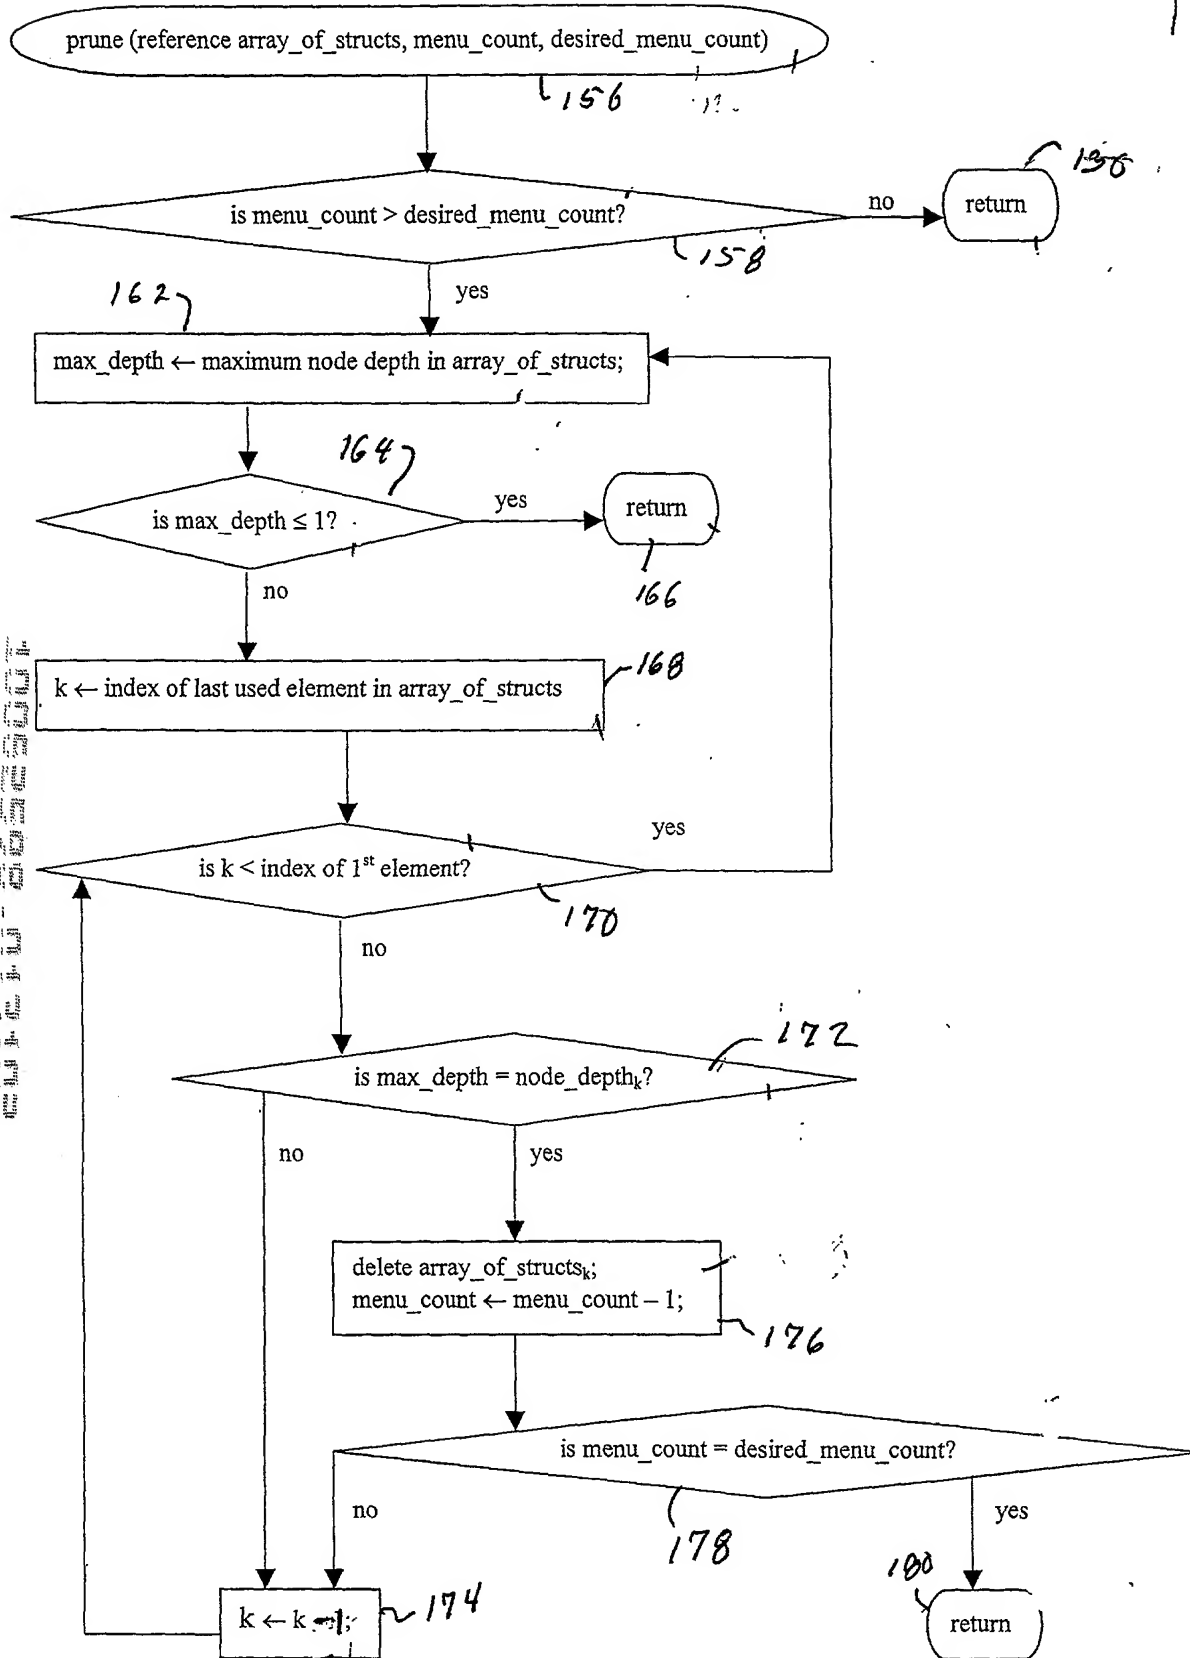 prune (reference array_of_structs, menu_count, desired_menu_count)
156
is menu_count > desired_menu_count?
158
no
return
yes
162
max_depth ← maximum node depth in array_of_structs;
164
is max_depth ≤ 1?
yes
return
166
no
168
k ← index of last used element in array_of_structs
is k < index of 1st element?
yes
170
no
172
is max_depth = node_depthk?
no
yes
delete array_of_structsk;
menu_count ← menu_count – 1;
176
is menu_count = desired_menu_count?
178
no
yes
180
return
k ← k -1;
174